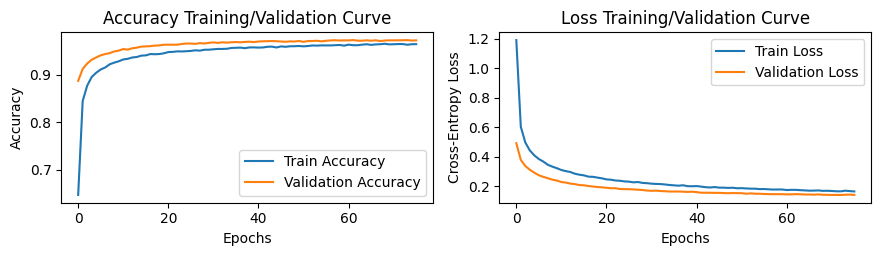 Accuracy Training/Validation Curve
Accuracy
0.9
0.8
0.7
Train Accuracy
Validation Accuracy
0
20
40
60
Epochs
Loss Training/Validation Curve
Cross-Entropy Loss
1.2
1.0
0.8
0.6
0.4
0.2
Train Loss
Validation Loss
0
20
40
60
Epochs